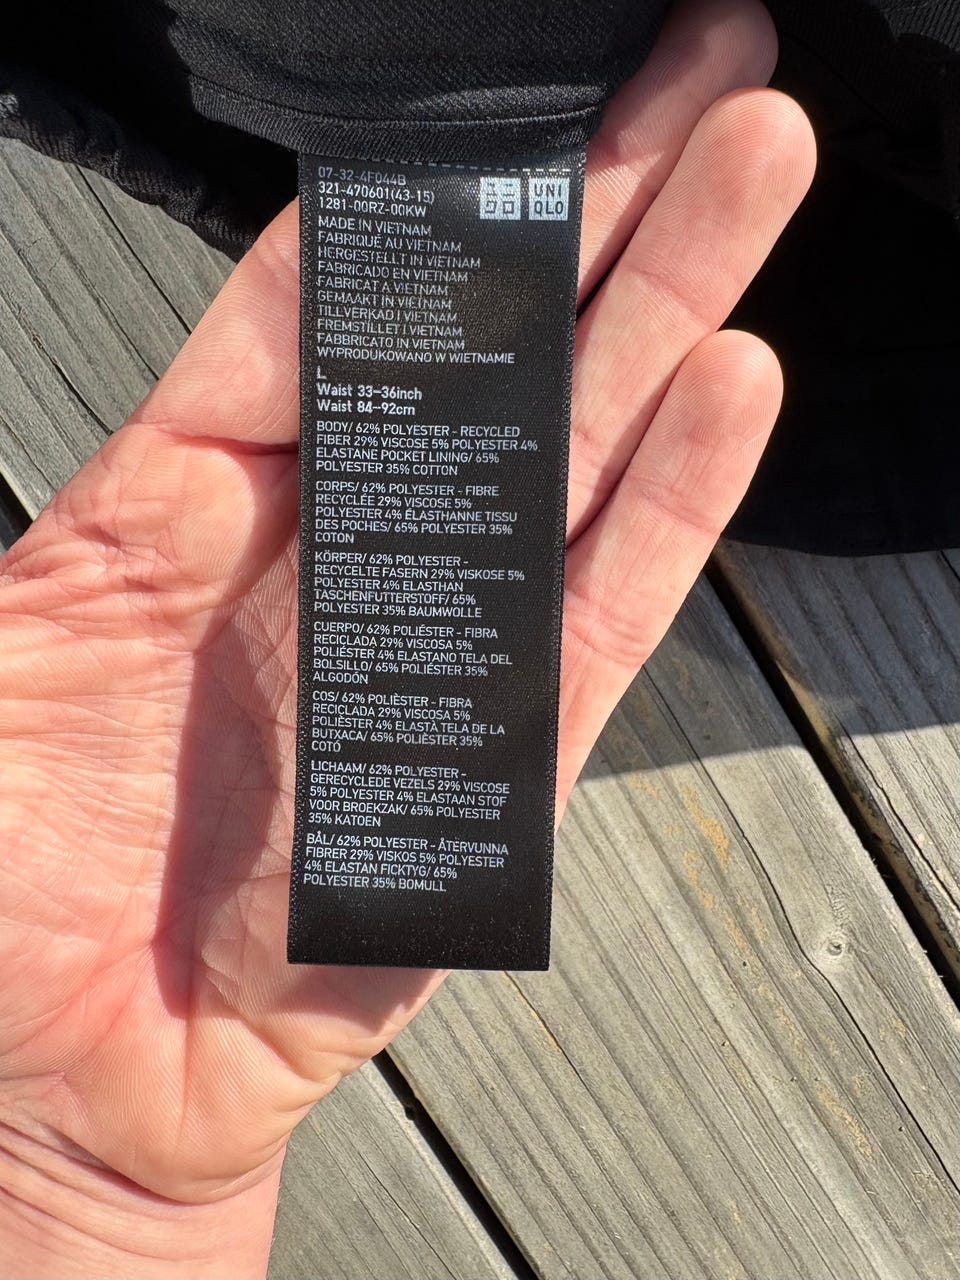 07-32-4F044B
321-470601(43-15)
1281-00RZ-00KW
ユニ
クロ
UNI
QLO
MADE IN VIETNAM
FABRIQUÉ AU VIETNAM
HERGESTELLT IN VIETNAM
FABRICADO EN VIETNAM
FABRICAT A VIETNAM
GEMAAKT IN VIETNAM
TILLVERKAD I VIETNAM
FREMSTILLET I VIETNAM
FABBRICATO IN VIETNAM
WYPRODUKOWANO W WIETNAMIE
L
Waist 33-36inch
Waist 84-92cm
BODY/ 62% POLYESTER - RECYCLED
FIBER 29% VISCOSE 5% POLYESTER 4%
ELASTANE POCKET LINING/ 65%
POLYESTER 35% COTTON
CORPS/ 62% POLYESTER - FIBRE
RECYCLÉE 29% VISCOSE 5%
POLYESTER 4% ÉLASTHANNE TISSU
DES POCHES/ 65% POLYESTER 35%
COTON
KÖRPER/ 62% POLYESTER -
RECYCELTE FASERN 29% VISKOSE 5%
POLYESTER 4% ELASTHAN
TASCHENFUTTERSTOFF/ 65%
POLYESTER 35% BAUMWOLLE
CUERPO/ 62% POLIÉSTER - FIBRA
RECICLADA 29% VISCOSA 5%
POLIÉSTER 4% ELASTANO TELA DEL
BOLSILLO/ 65% POLIÉSTER 35%
ALGODÓN
COS/ 62% POLIÈSTER - FIBRA
RECICLADA 29% VISCOSA 5%
POLIÈSTER 4% ELASTÀ TELA DE LA
BUTXACA/ 65% POLIÈSTER 35%
COTÓ
LICHAAM/ 62% POLYESTER -
GERECYCLEDE VEZELS 29% VISCOSE
5% POLYESTER 4% ELASTAAN STOF
VOOR BROEKZAK/ 65% POLYESTER
35% KATOEN
BÅL/ 62% POLYESTER - ÅTERVUNNA
FIBRER 29% VISKOS 5% POLYESTER
4% ELASTAN FICKTYG/ 65%
POLYESTER 35% BOMULL